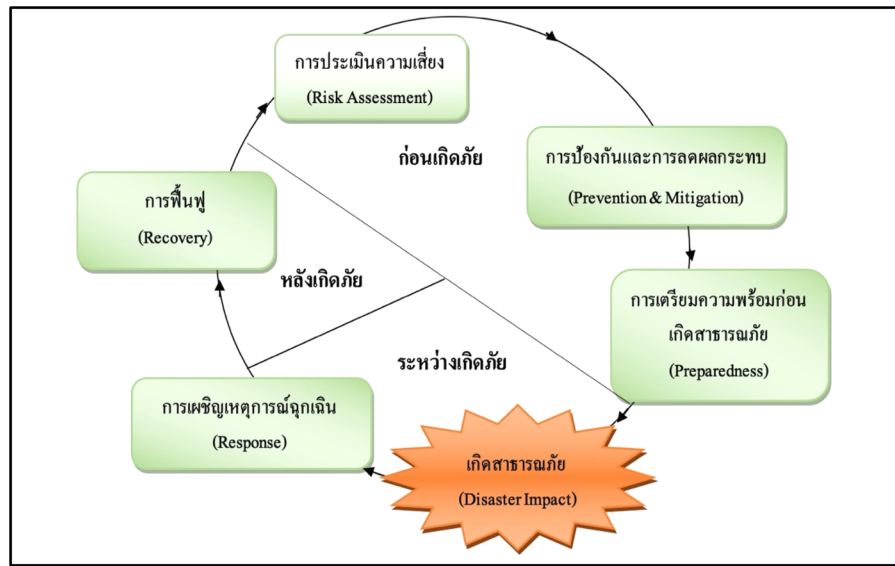 การประเมินความเสี่ยง
(Risk Assessment)
ก่อนเกิดภัย
การป้องกันและการลดผลกระทบ
(Prevention & Mitigation)
การฟื้นฟู
(Recovery)
หลังเกิดภัย
การเตรียมความพร้อมก่อน
เกิดสาธารณภัย
(Preparedness)
ระหว่างเกิดภัย
การเผชิญเหตุการณ์ฉุกเฉิน
(Response)
เกิดสาธารณภัย
(Disaster Impact)